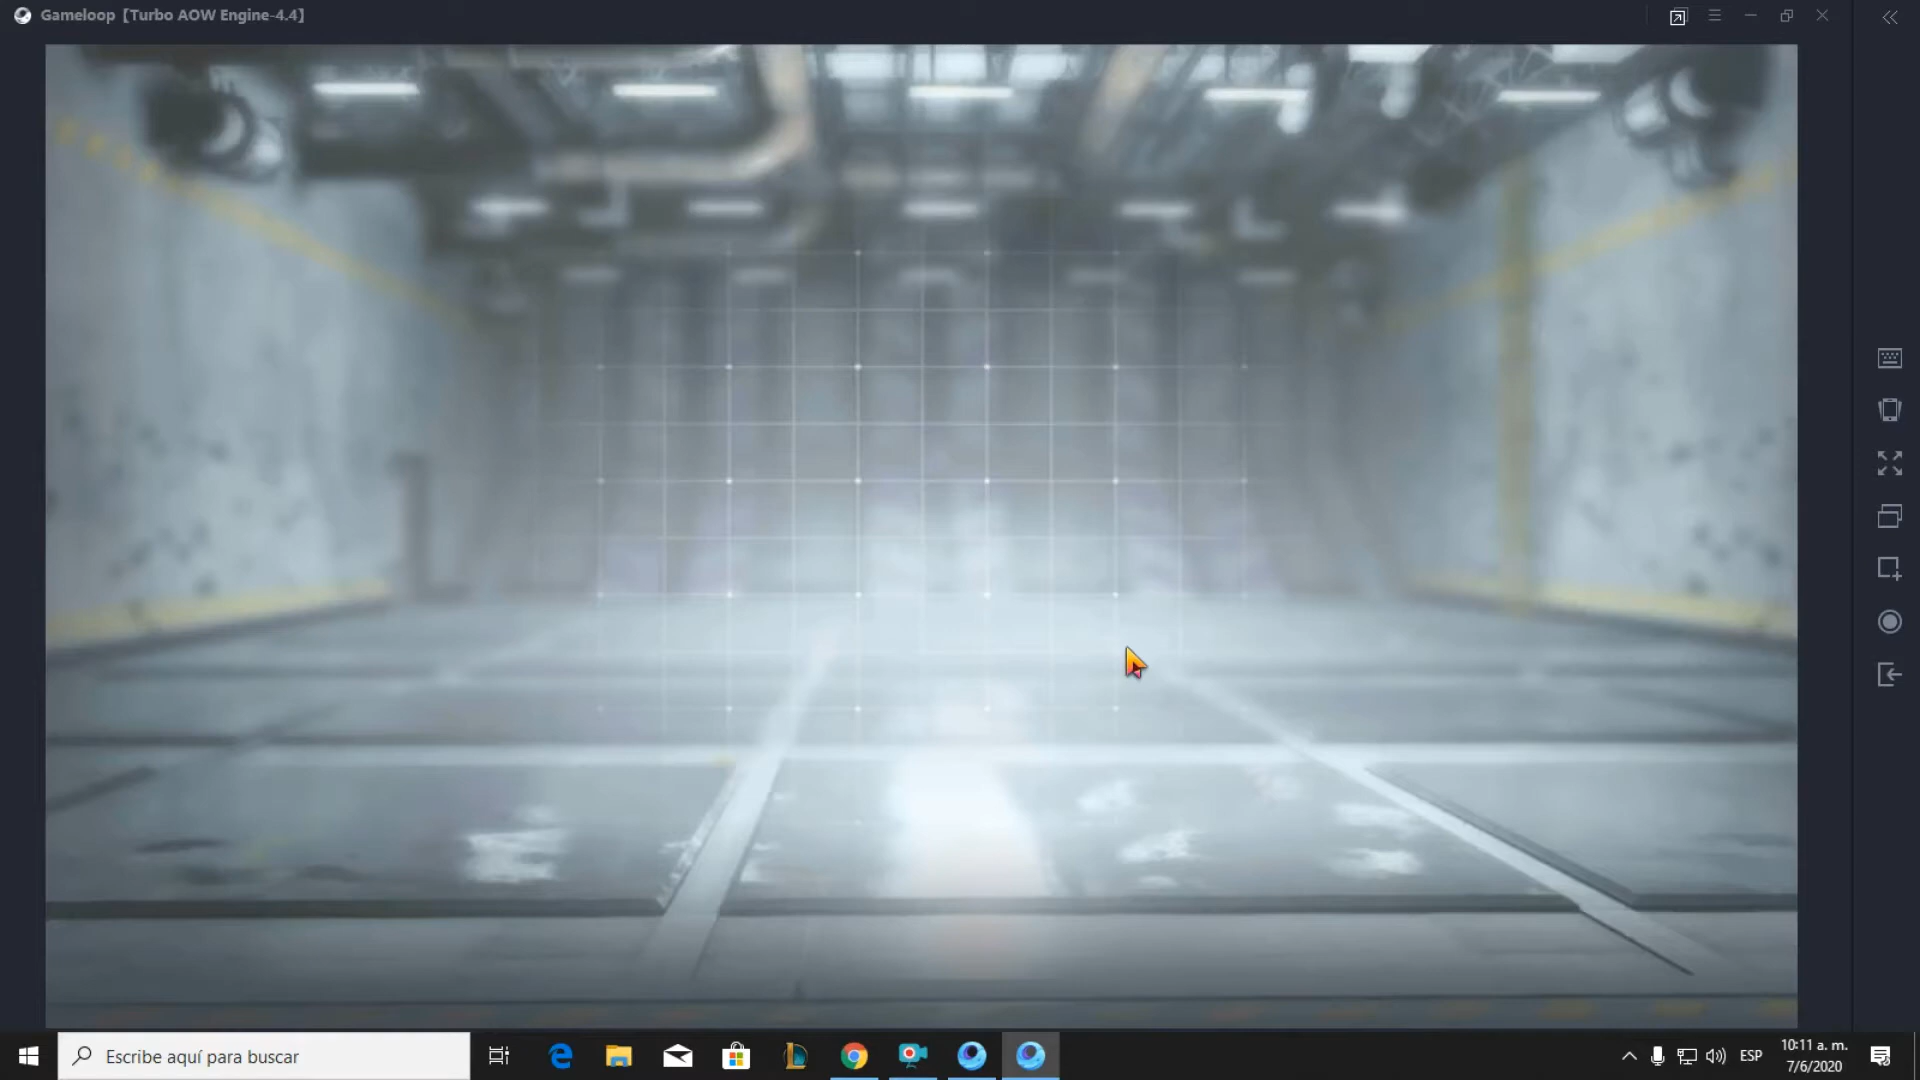 Gameloop【Turbo AOW Engine-4.4】
Escribe aquí para buscar
ESP
10:11 a. m.
7/6/2020